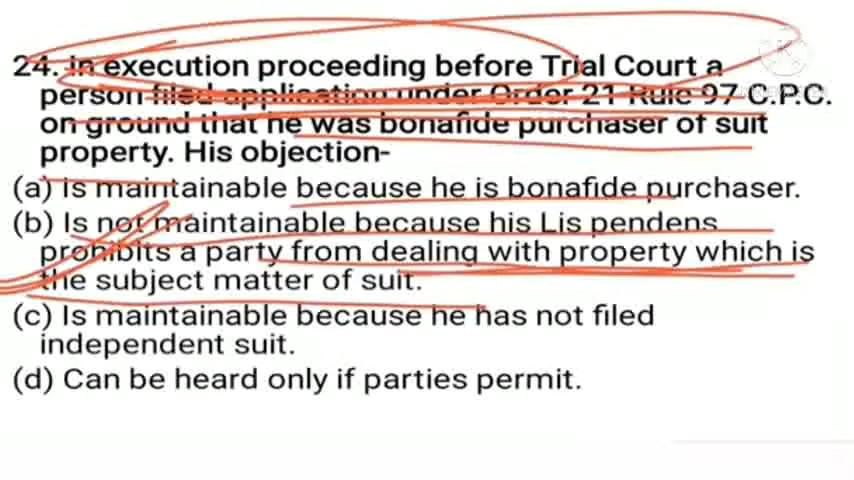 24. In execution proceeding before Trial Court a
person filed application under Order 21 Rule 97 C.P.C.
on ground that he was bonafide purchaser of suit
property. His objection-
(a) Is maintainable because he is bonafide purchaser.
(b) Is not maintainable because his Lis pendens
prohibits a party from dealing with property which is
the subject matter of suit.
(c) Is maintainable because he has not filed
independent suit.
(d) Can be heard only if parties permit.